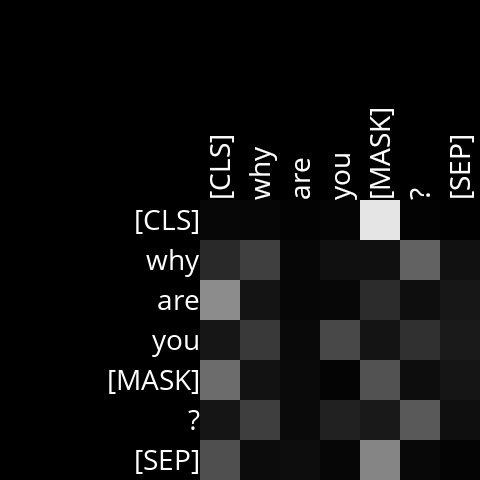 [CLS] why are you [MASK] ? [SEP]
[CLS]
why
are
you
[MASK]
?
[SEP]